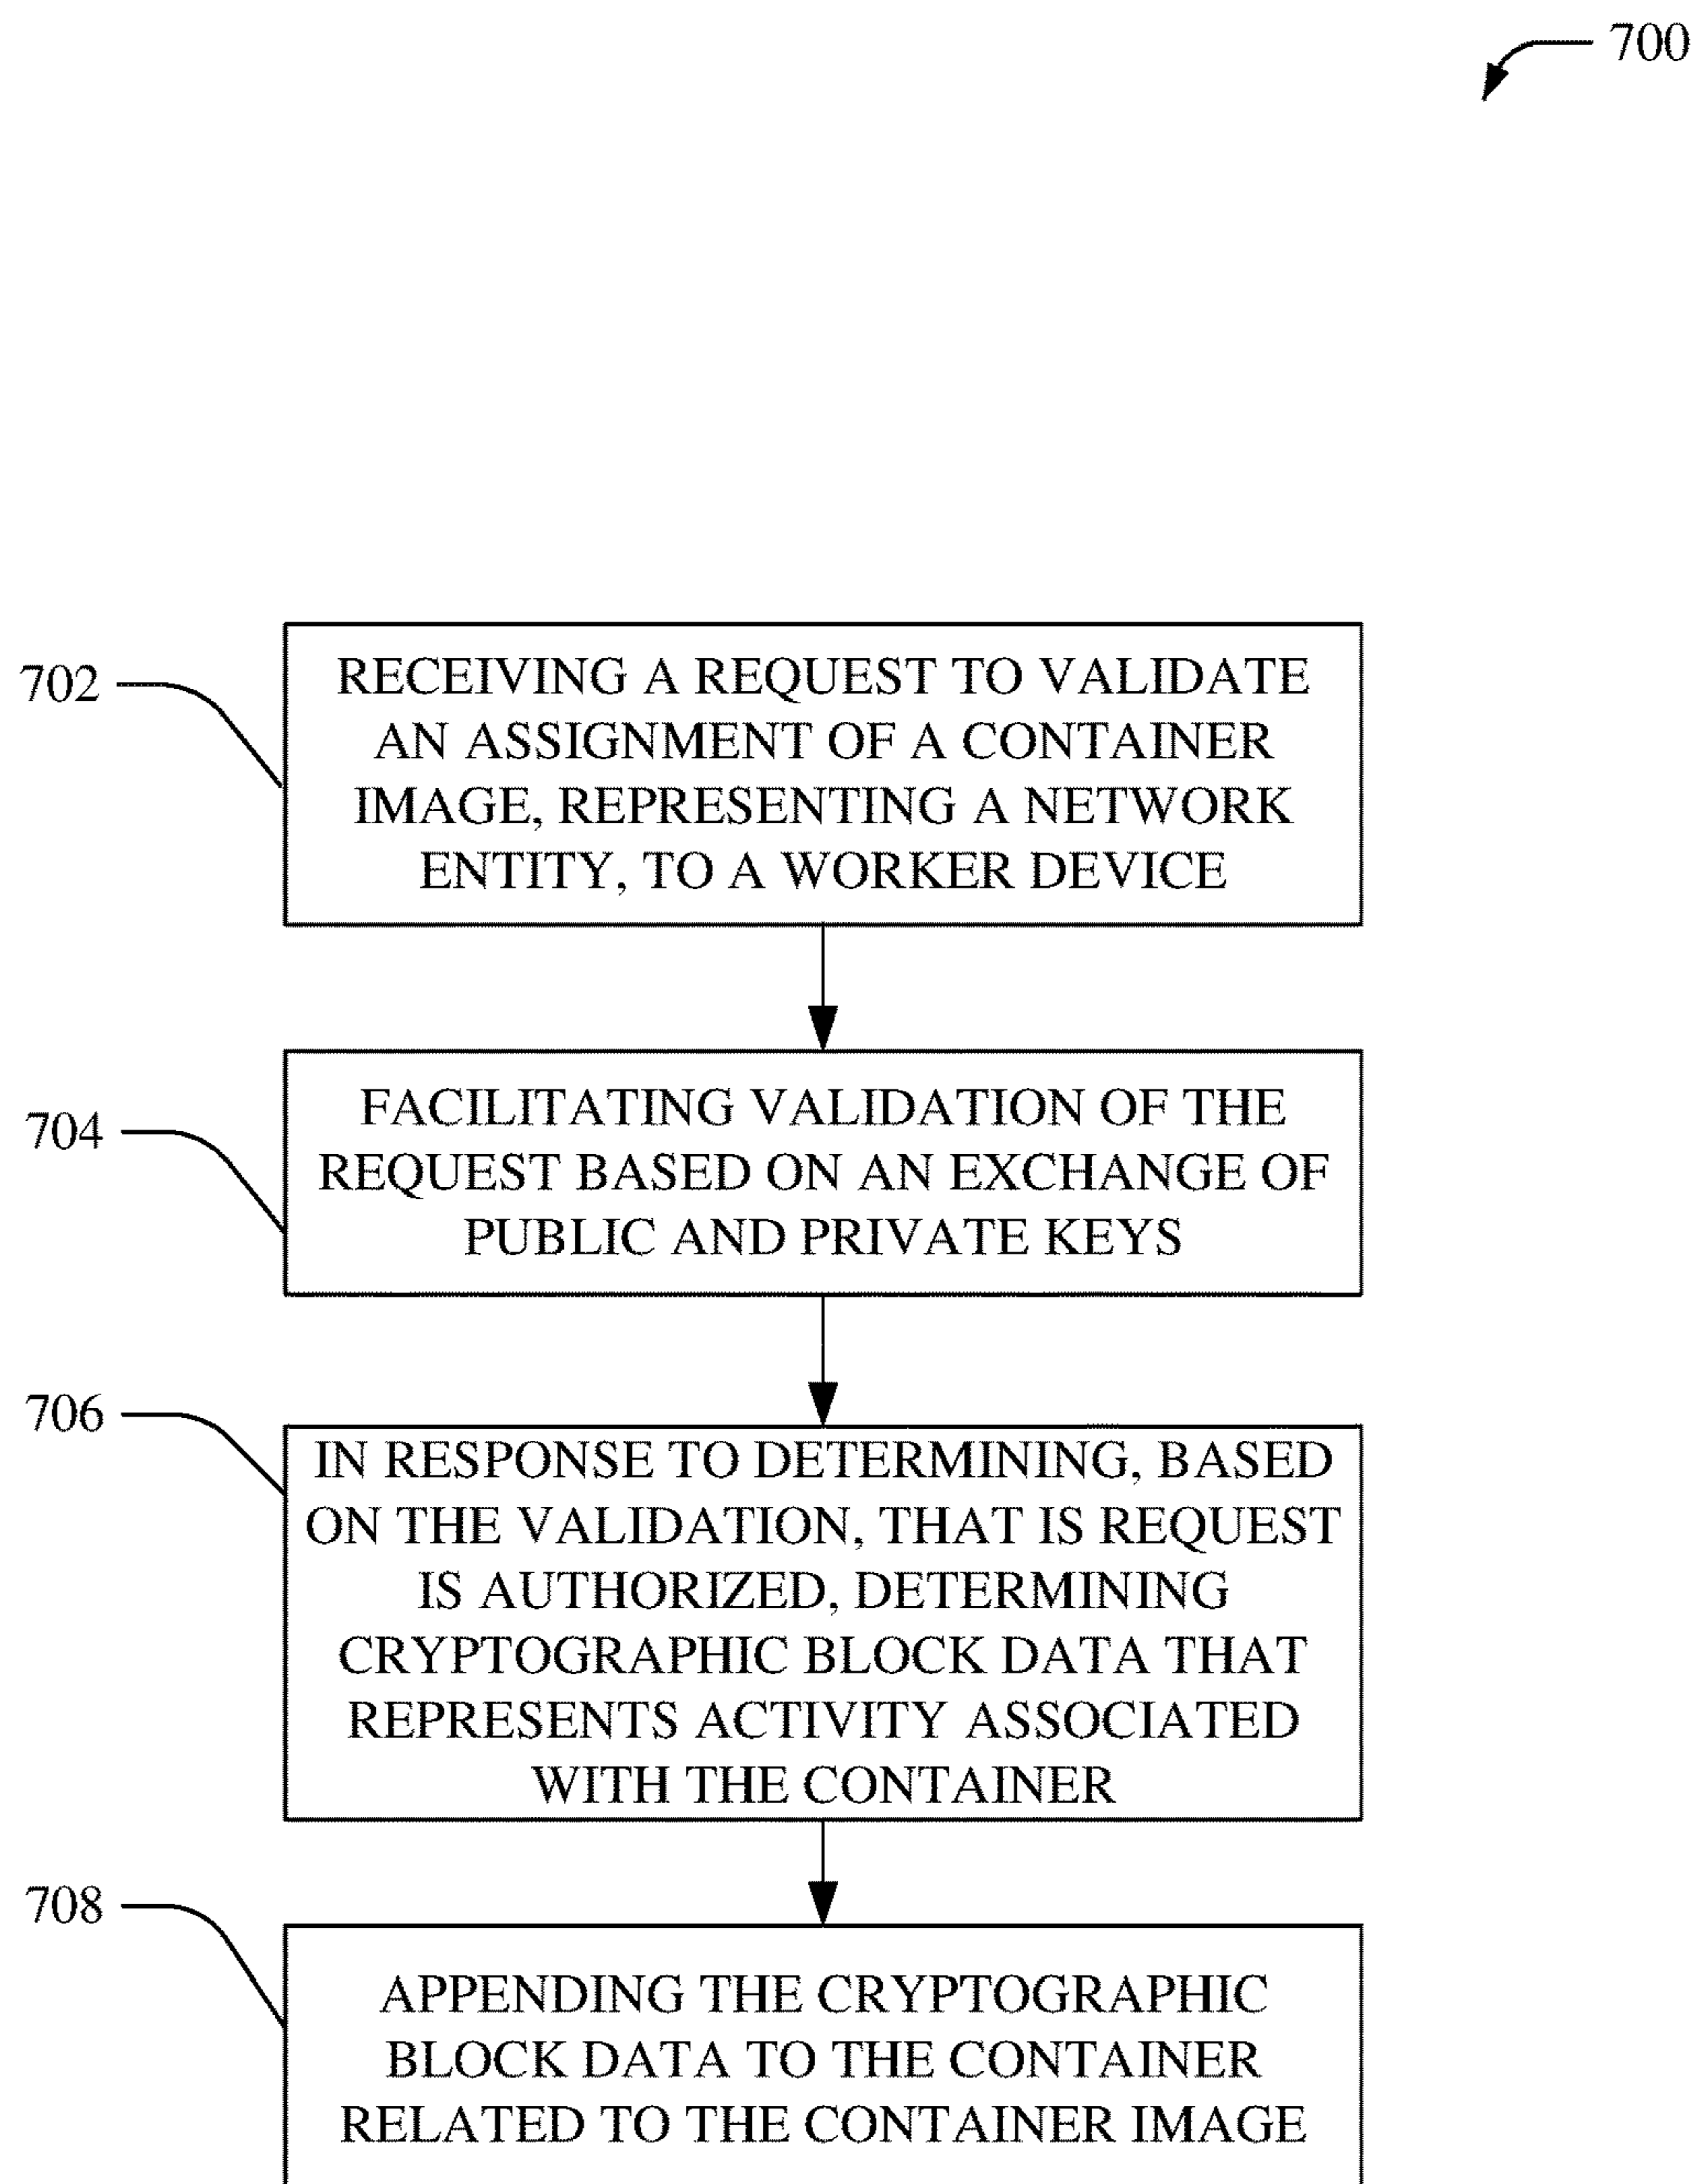 700
702
RECEIVING A REQUEST TO VALIDATE
AN ASSIGNMENT OF A CONTAINER
IMAGE, REPRESENTING A NETWORK
ENTITY, TO A WORKER DEVICE
704
FACILITATING VALIDATION OF THE
REQUEST BASED ON AN EXCHANGE OF
PUBLIC AND PRIVATE KEYS
706
IN RESPONSE TO DETERMINING, BASED
ON THE VALIDATION, THAT IS REQUEST
IS AUTHORIZED, DETERMINING
CRYPTOGRAPHIC BLOCK DATA THAT
REPRESENTS ACTIVITY ASSOCIATED
WITH THE CONTAINER
708
APPENDING THE CRYPTOGRAPHIC
BLOCK DATA TO THE CONTAINER
RELATED TO THE CONTAINER IMAGE